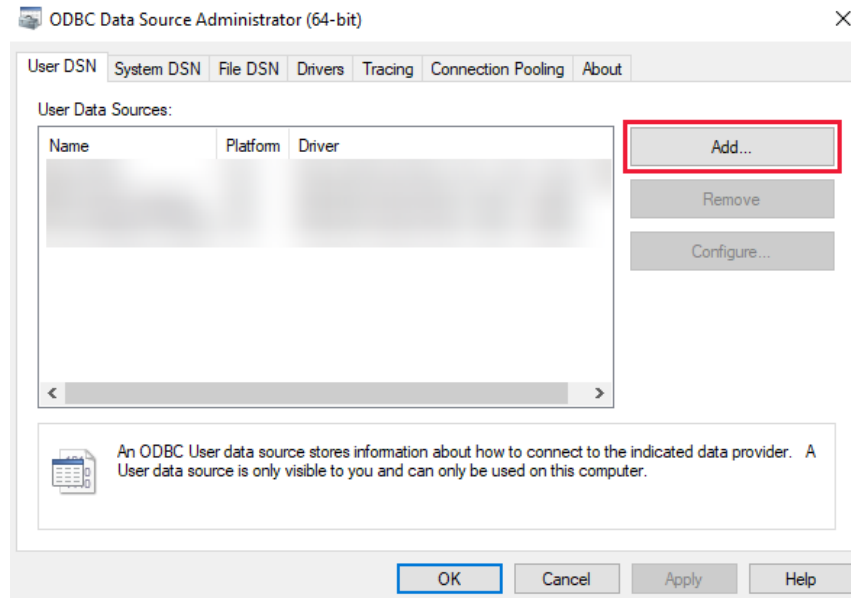 ODBC Data Source Administrator (64-bit)
User DSN System DSN File DSN Drivers Tracing Connection Pooling About
User Data Sources:
Name Platform Driver
Add...
Remove
Configure...
An ODBC User data source stores information about how to connect to the indicated data provider. A
User data source is only visible to you and can only be used on this computer.
OK Cancel Apply Help